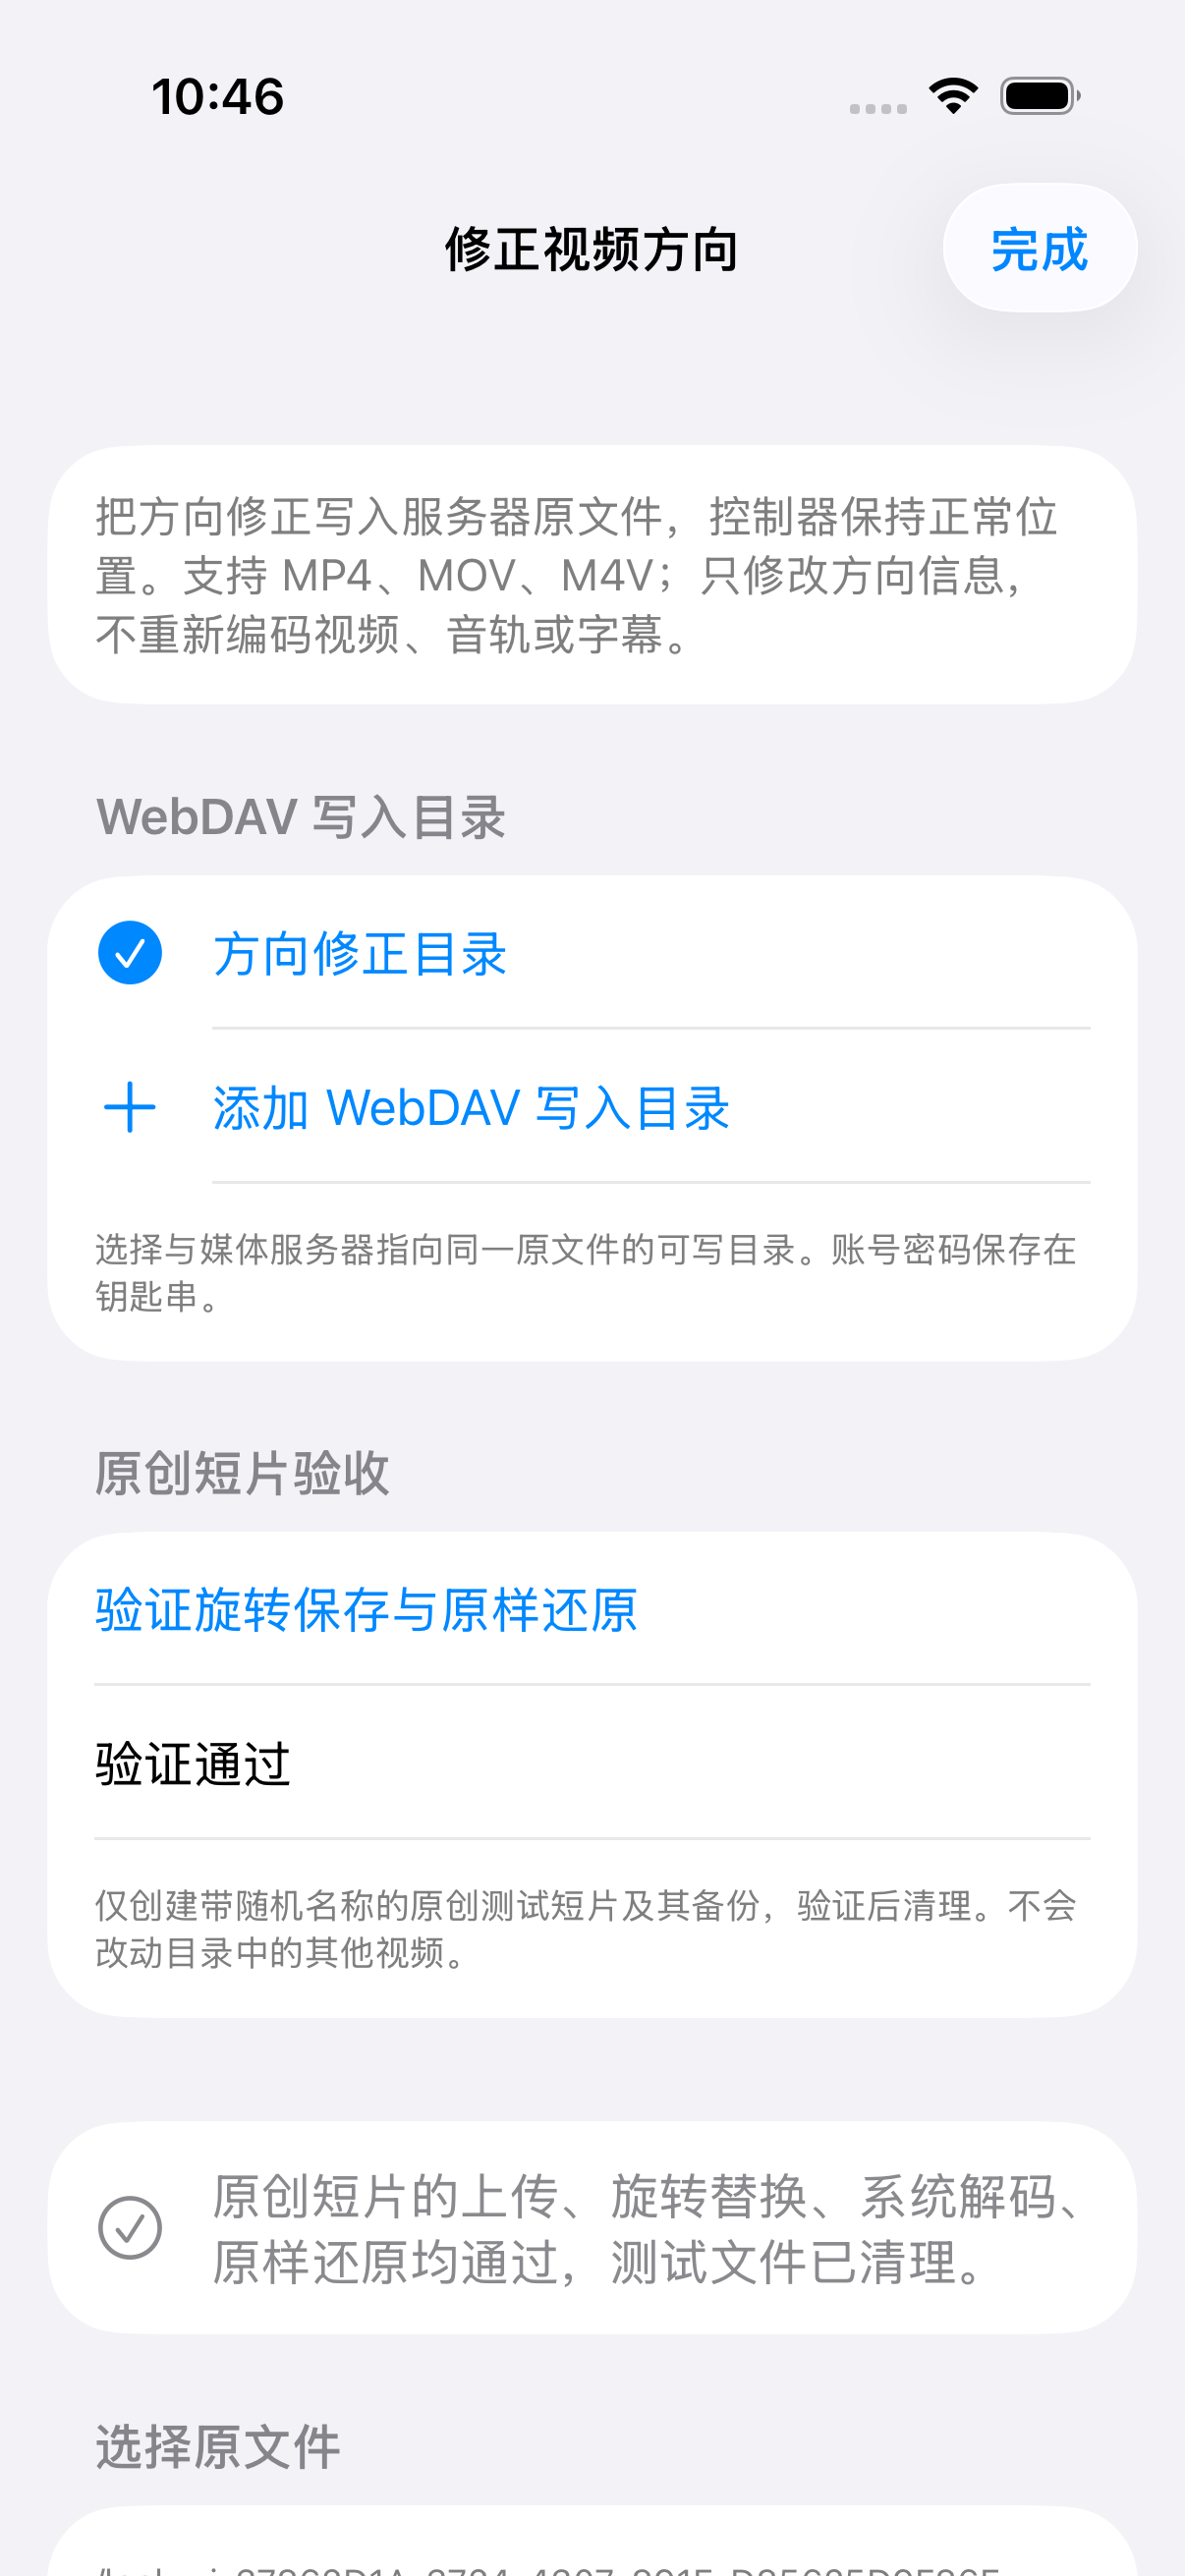 10:46
修正视频方向
完成
把方向修正写入服务器原文件，控制器保持正常位
置。支持 MP4、MOV、M4V；只修改方向信息，
不重新编码视频、音轨或字幕。
WebDAV 写入目录
方向修正目录
添加 WebDAV 写入目录
选择与媒体服务器指向同一原文件的可写目录。账号密码保存在
钥匙串。
原创短片验收
验证旋转保存与原样还原
验证通过
仅创建带随机名称的原创测试短片及其备份，验证后清理。不会
改动目录中的其他视频。
原创短片的上传、旋转替换、系统解码、
原样还原均通过，测试文件已清理。
选择原文件